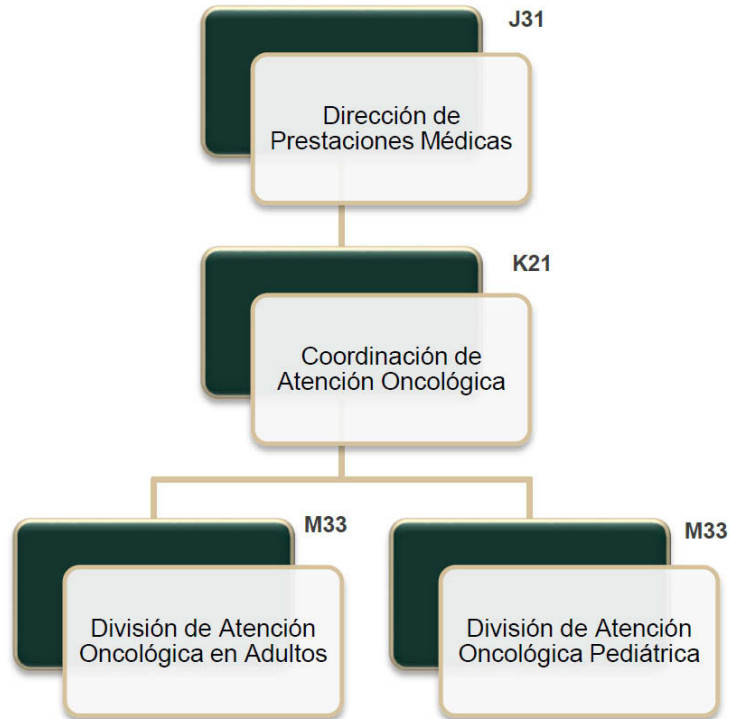 J31
Dirección de
Prestaciones Médicas
K21
Coordinación de
Atención Oncológica
M33
División de Atención
Oncológica en Adultos
M33
División de Atención
Oncológica Pediátrica